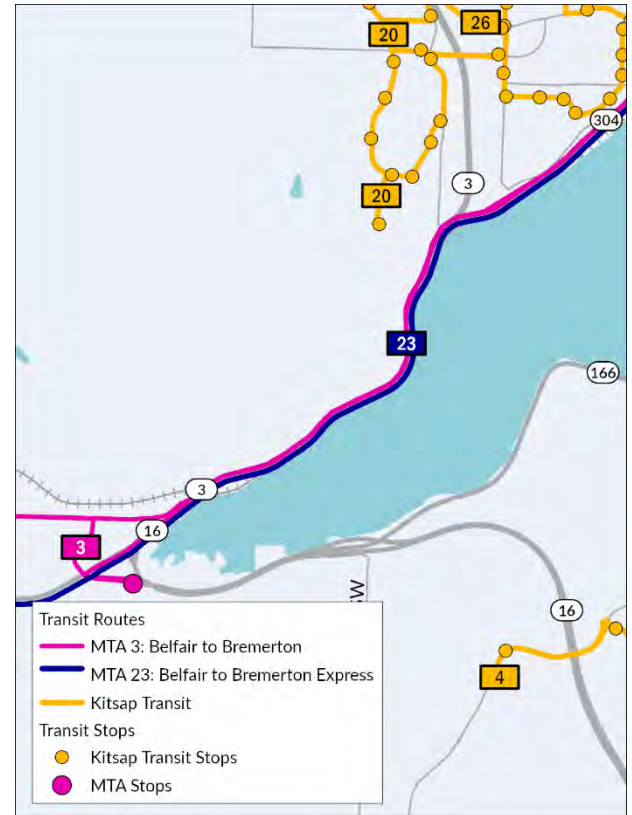 20
26
304
3
20
23
166
3
16
3
SW
16
4
Transit Routes
MTA 3: Belfair to Bremerton
MTA 23: Belfair to Bremerton Express
Kitsap Transit
Transit Stops
Kitsap Transit Stops
MTA Stops